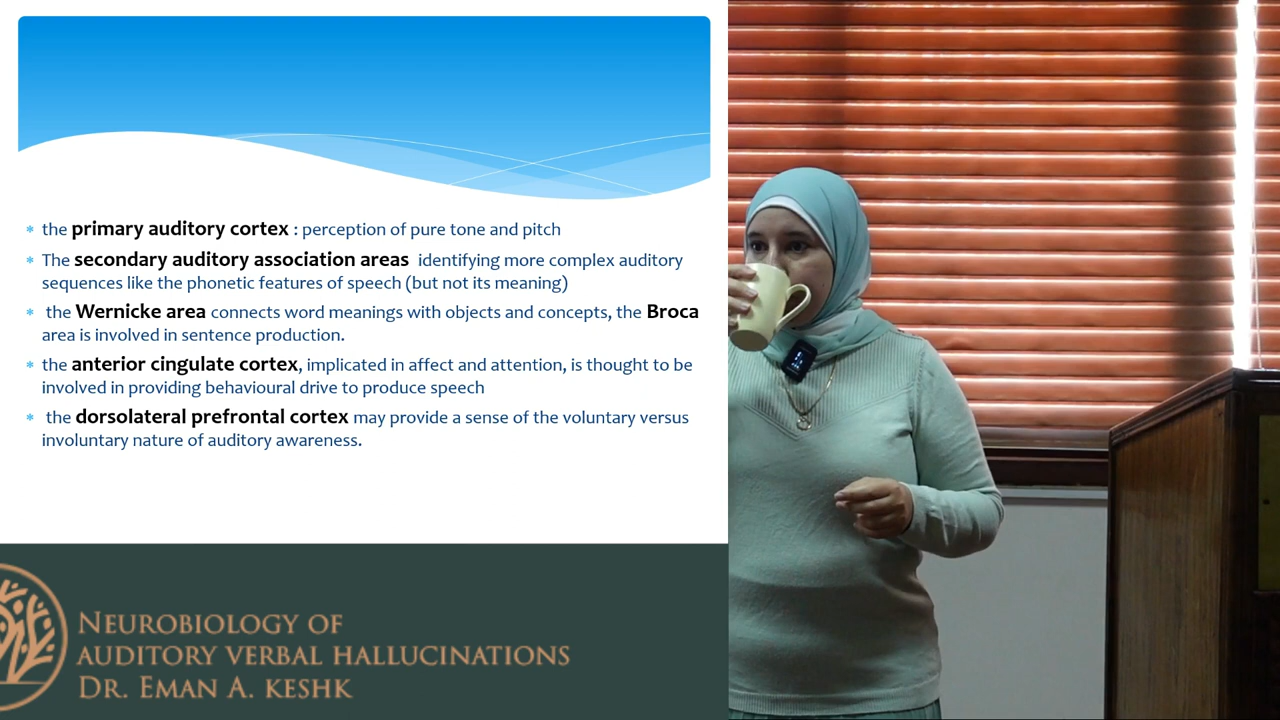 * the primary auditory cortex : perception of pure tone and pitch
* The secondary auditory association areas identifying more complex auditory
sequences like the phonetic features of speech (but not its meaning)
* the Wernicke area connects word meanings with objects and concepts, the Broca
area is involved in sentence production.
* the anterior cingulate cortex, implicated in affect and attention, is thought to be
involved in providing behavioural drive to produce speech
* the dorsolateral prefrontal cortex may provide a sense of the voluntary versus
involuntary nature of auditory awareness.
NEUROBIOLOGY OF
AUDITORY VERBAL HALLUCINATIONS
DR. EMAN A. KESHK